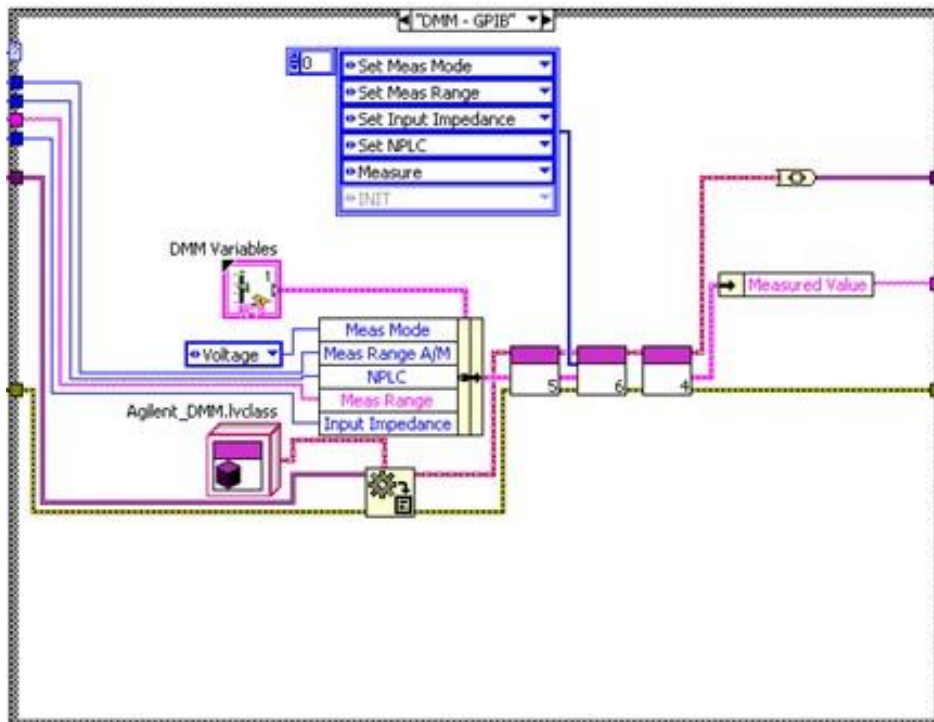 "DMM - GPIB"
0
Set Meas Mode
Set Meas Range
Set Input Impedance
Set NPLC
Measure
INIT
DMM Variables
Measured Value
Meas Mode
Voltage
Meas Range A/M
NPLC
Meas Range
Input Impedance
5
6
4
Agilent_DMM.lvclass